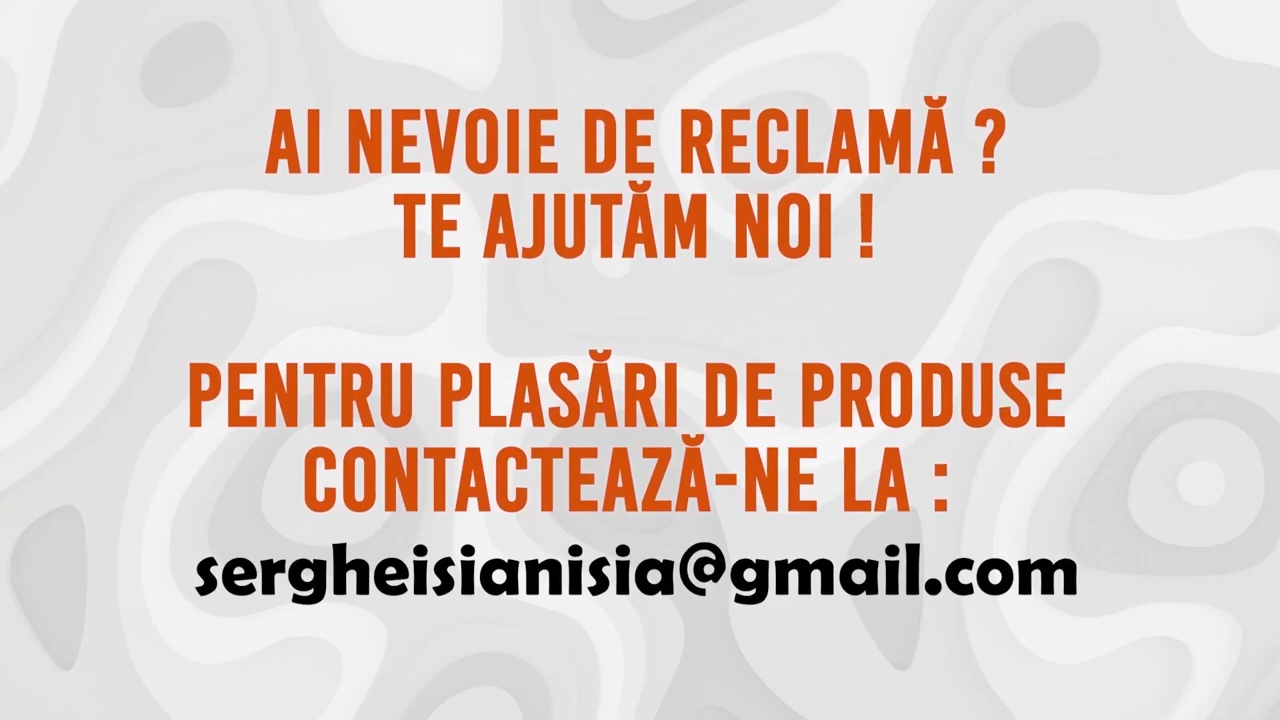 AI NEVOIE DE RECLAMĂ ?
TE AJUTĂM NOI !
PENTRU PLASĂRI DE PRODUSE
CONTACTEAZĂ-NE LA :
sergheisianisia@gmail.com